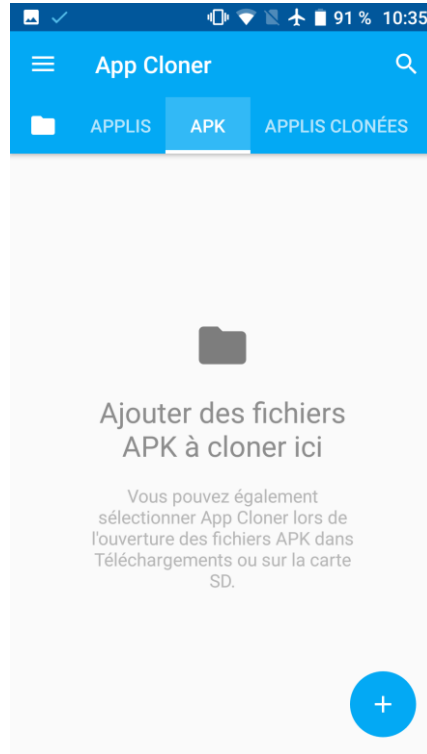 91 % 10:35
App Cloner
APPLIS APK APPLIS CLONÉES
Ajouter des fichiers
APK à cloner ici
Vous pouvez également
sélectionner App Cloner lors de
l'ouverture des fichiers APK dans
Téléchargements ou sur la carte
SD.